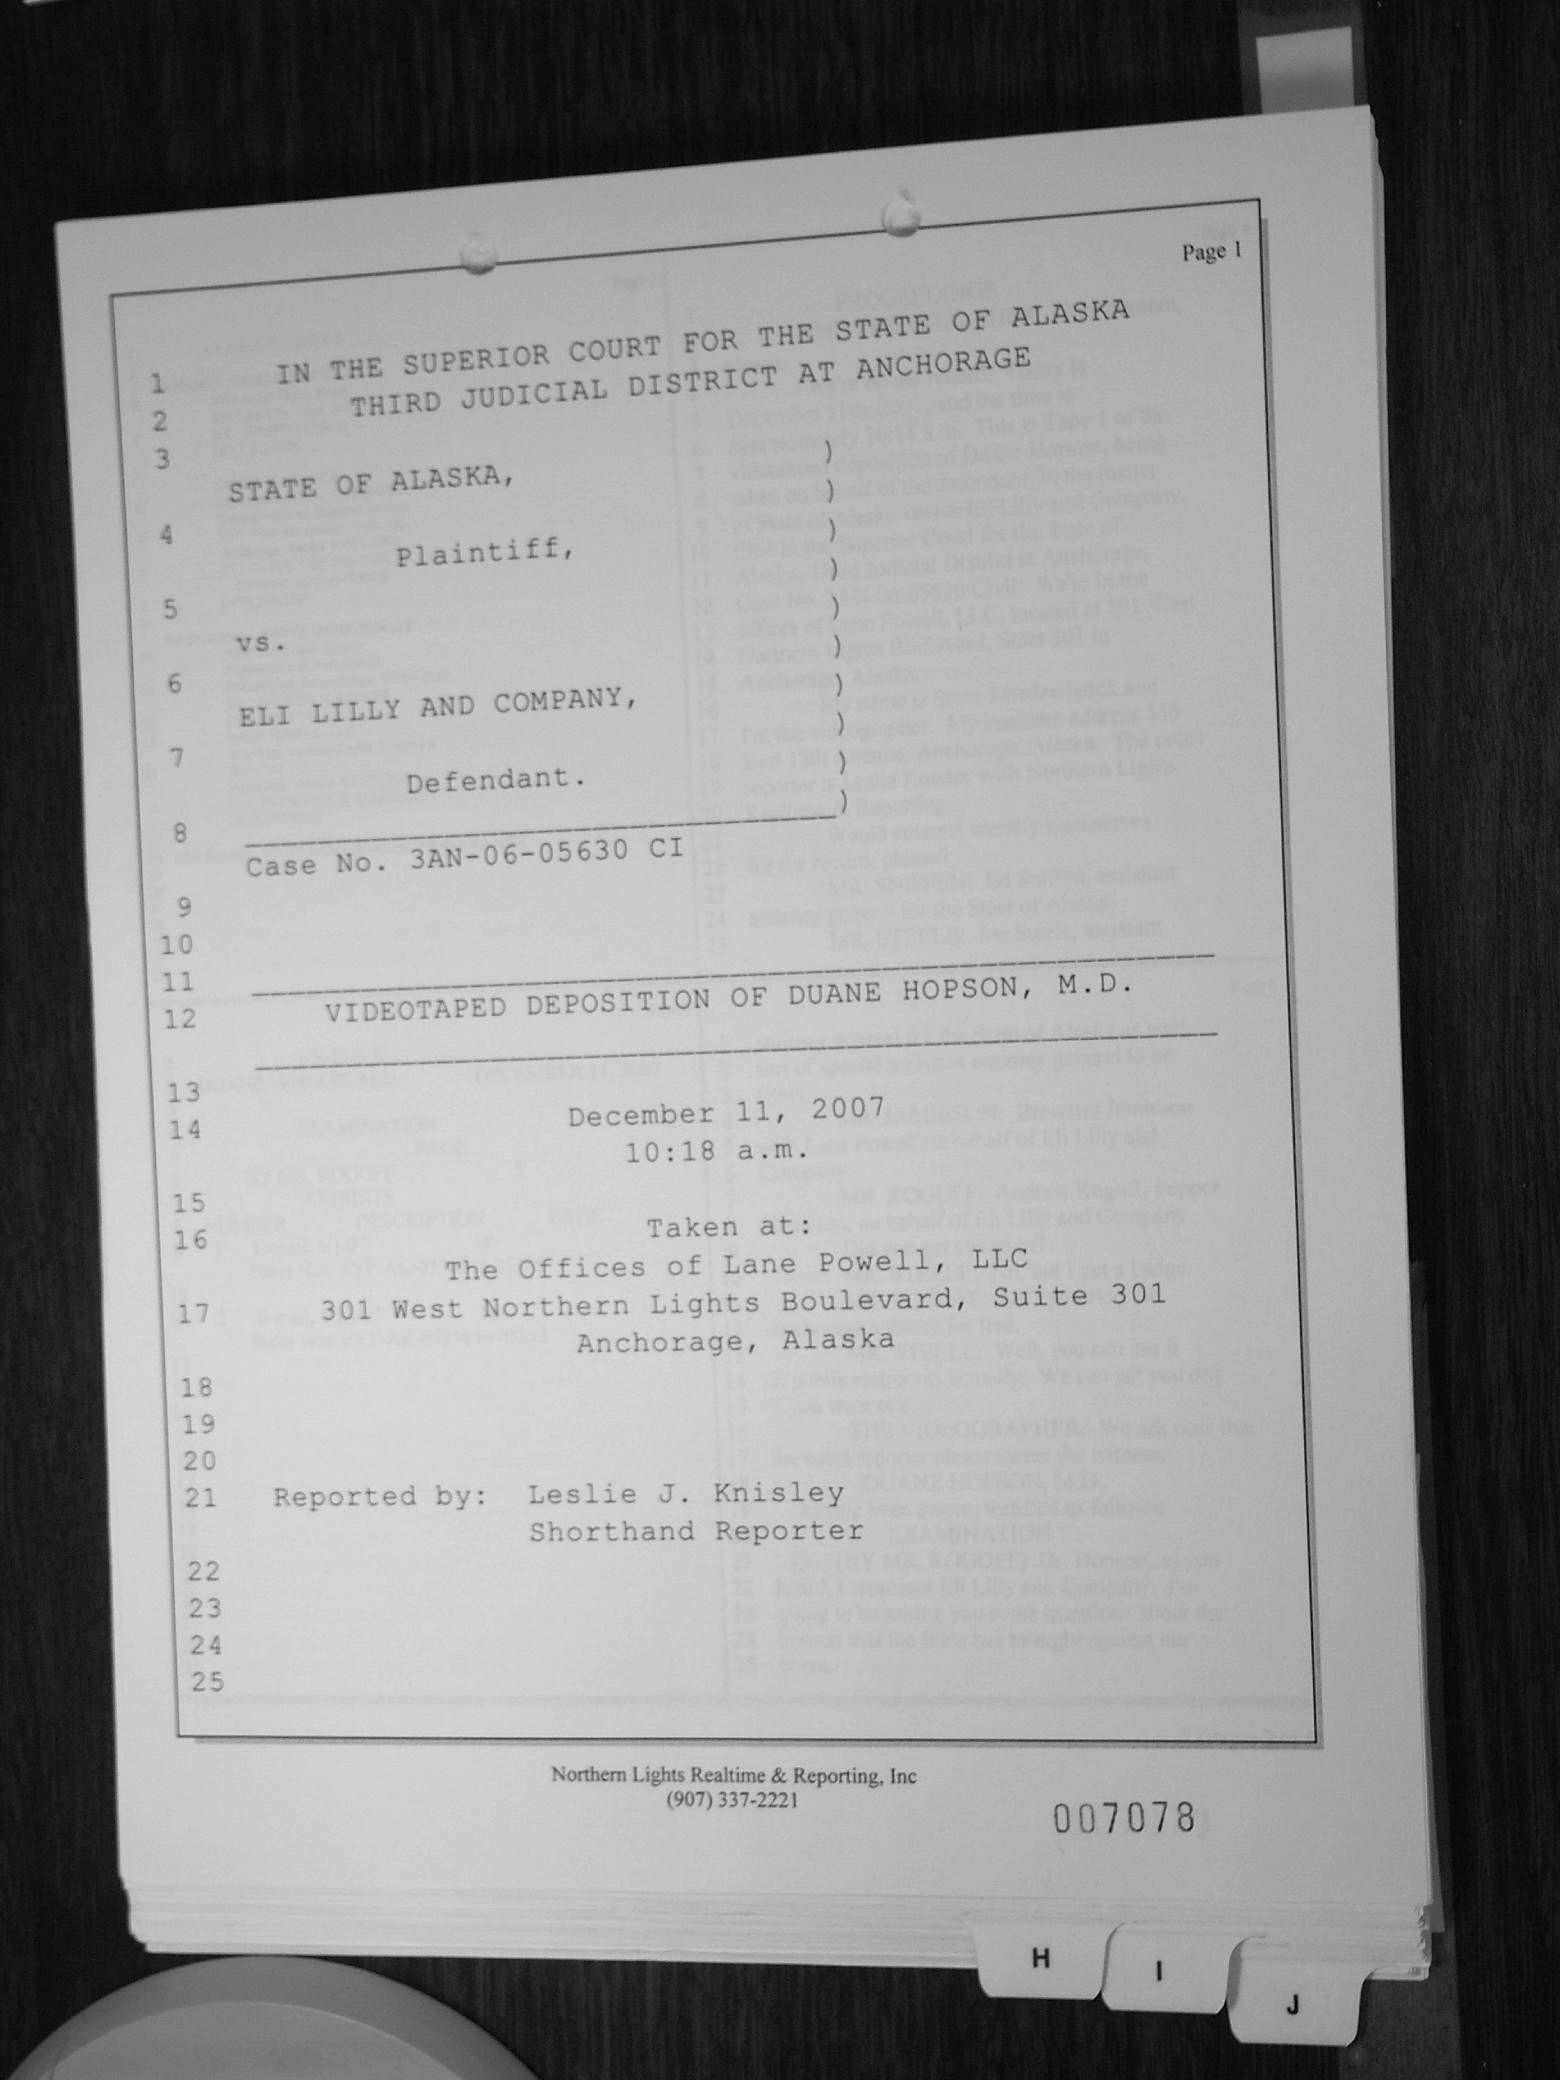 Page 1
1 IN THE SUPERIOR COURT FOR THE STATE OF ALASKA
2 THIRD JUDICIAL DISTRICT AT ANCHORAGE
3 )
STATE OF ALASKA, )
4 )
Plaintiff, )
5 )
vs. )
6 )
ELI LILLY AND COMPANY, )
7 )
Defendant. )
8 _________________________________)
Case No. 3AN-06-05630 CI
9
10
11 ______________________________________________________
12 VIDEOTAPED DEPOSITION OF DUANE HOPSON, M.D.
______________________________________________________
13
14 December 11, 2007
10:18 a.m.
15
16 Taken at:
The Offices of Lane Powell, LLC
17 301 West Northern Lights Boulevard, Suite 301
Anchorage, Alaska
18
19
20
21 Reported by: Leslie J. Knisley
Shorthand Reporter
22
23
24
25
Northern Lights Realtime & Reporting, Inc
(907) 337-2221
007078
H
I
J